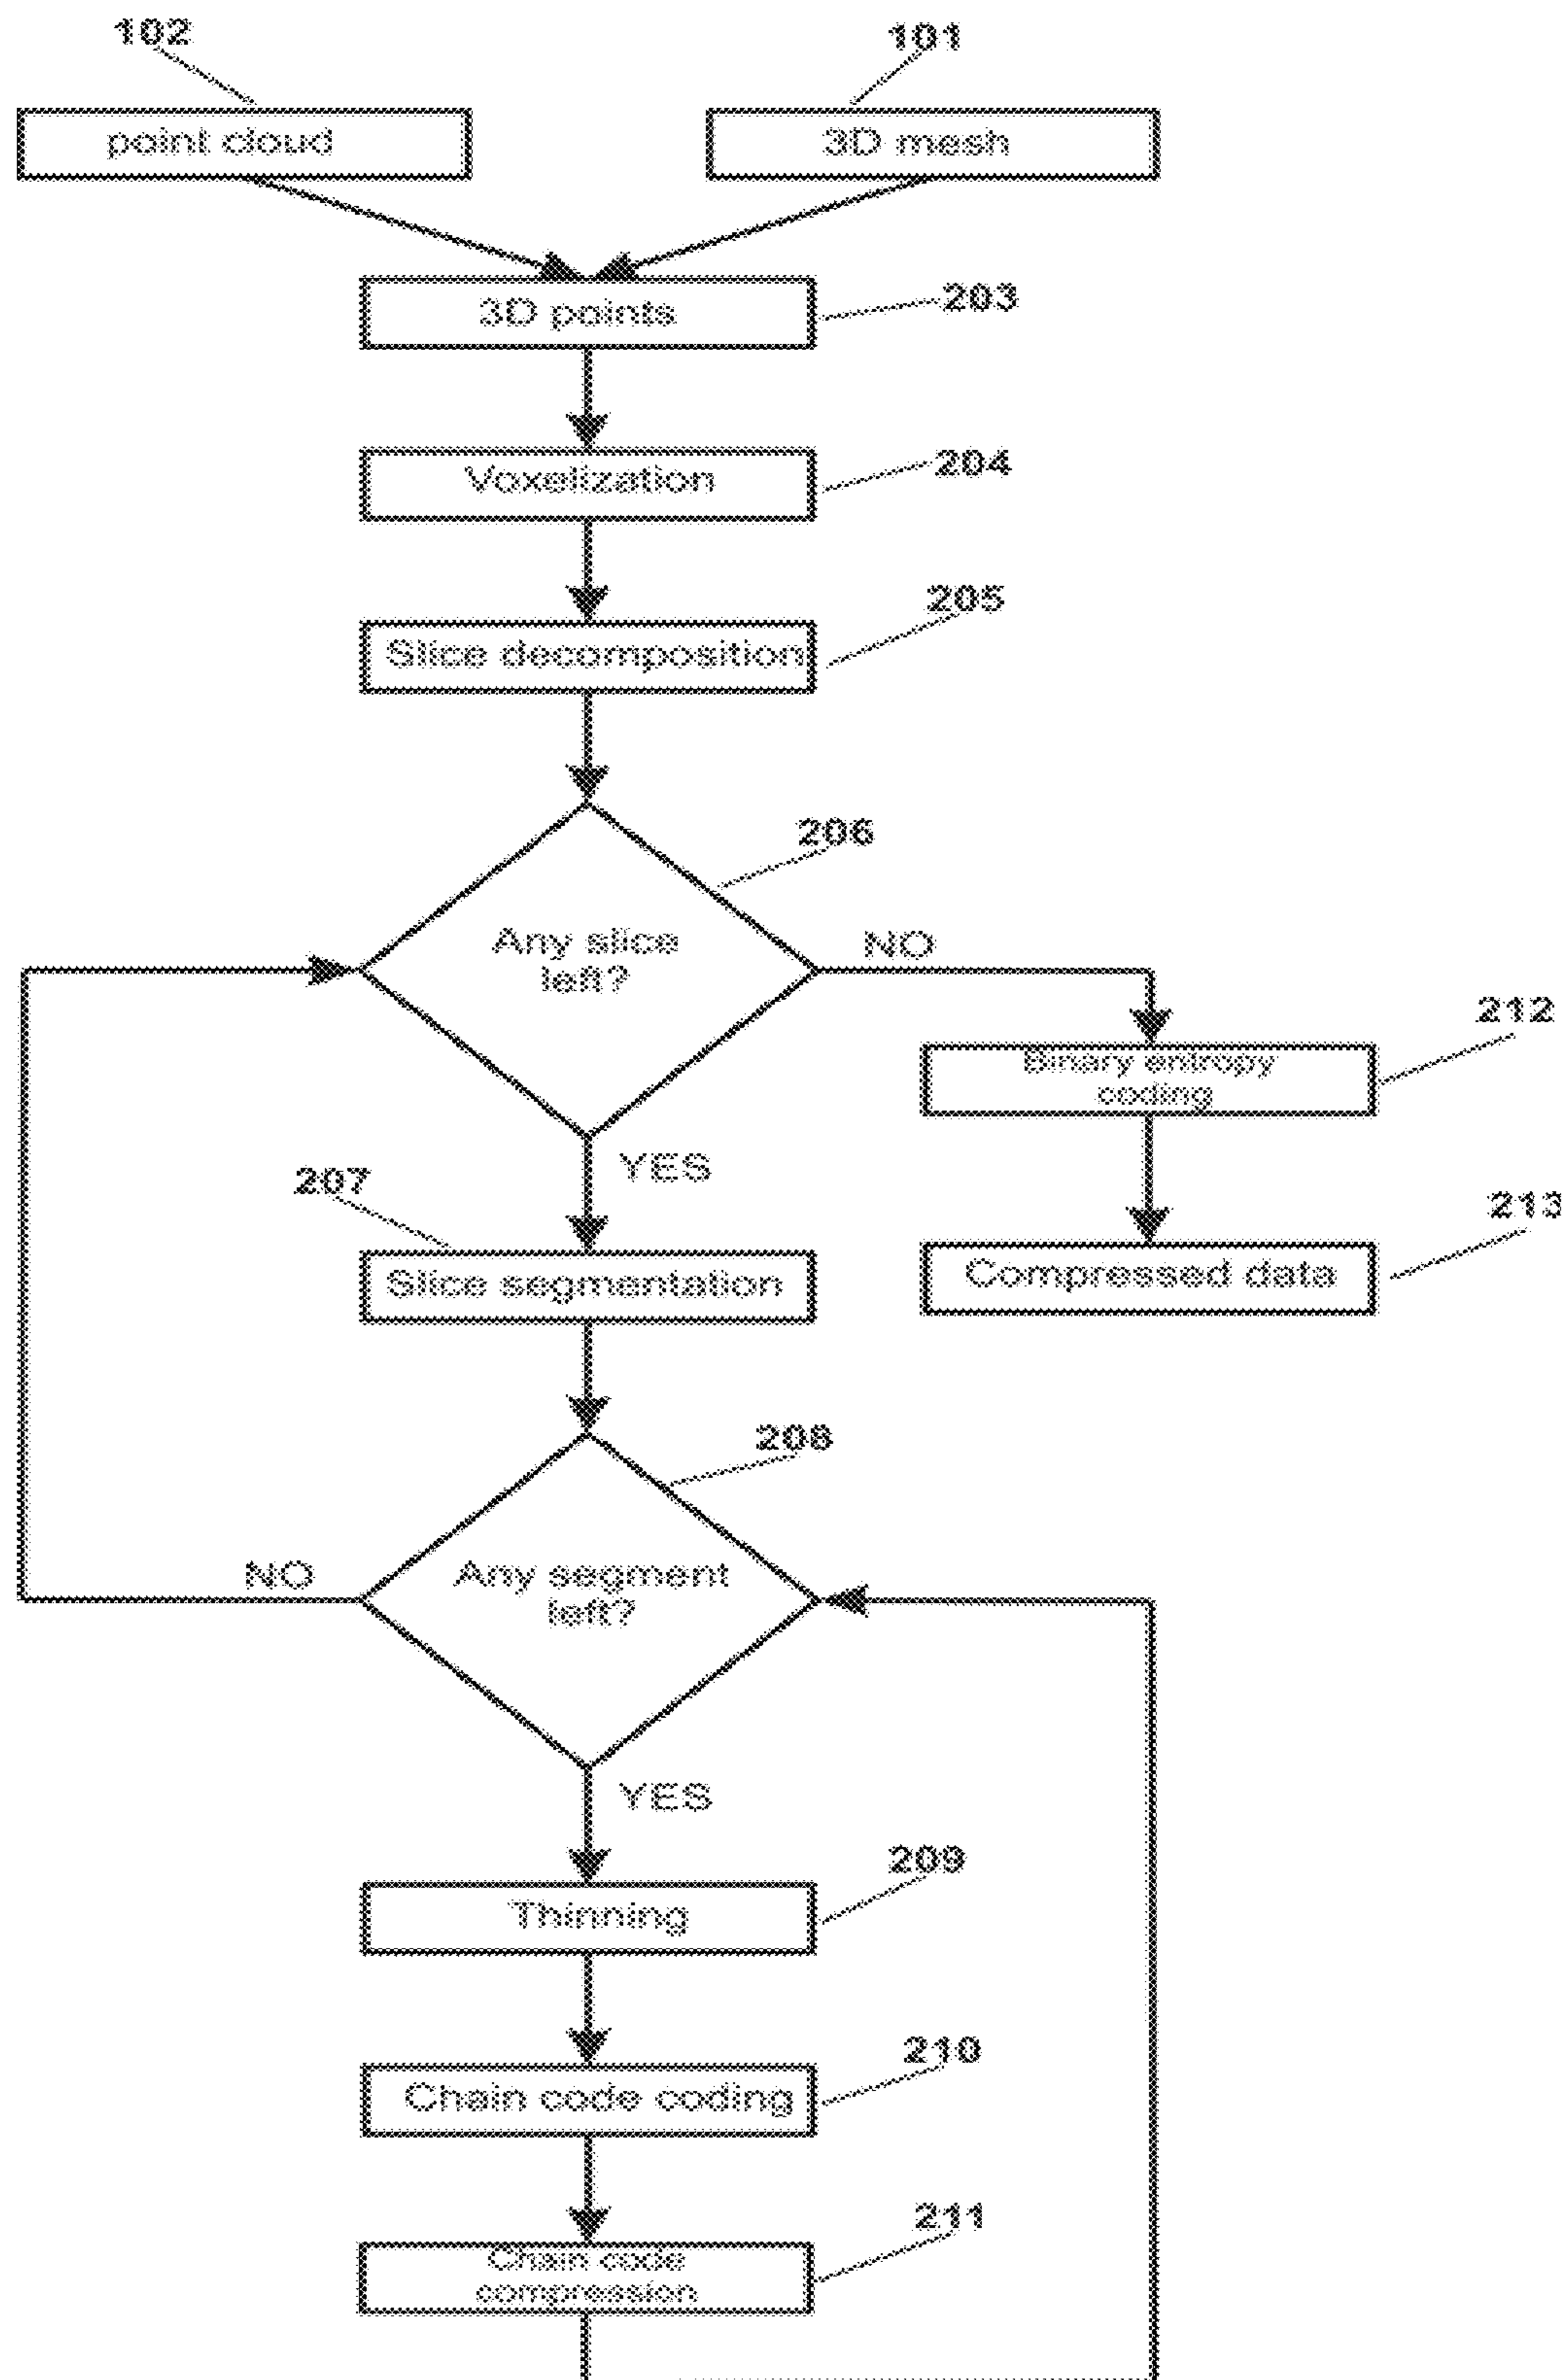 102
101
point cloud
3D mesh
3D points
203
Voxelization
204
205
Slice decomposition
206
Any slice
left?
NO
212
Binary entropy
coding
YES
207
213
Slice segmentation
Compressed data
208
NO
Any segment
left?
YES
209
Thinning
210
Chain code coding
211
Chain code
compression